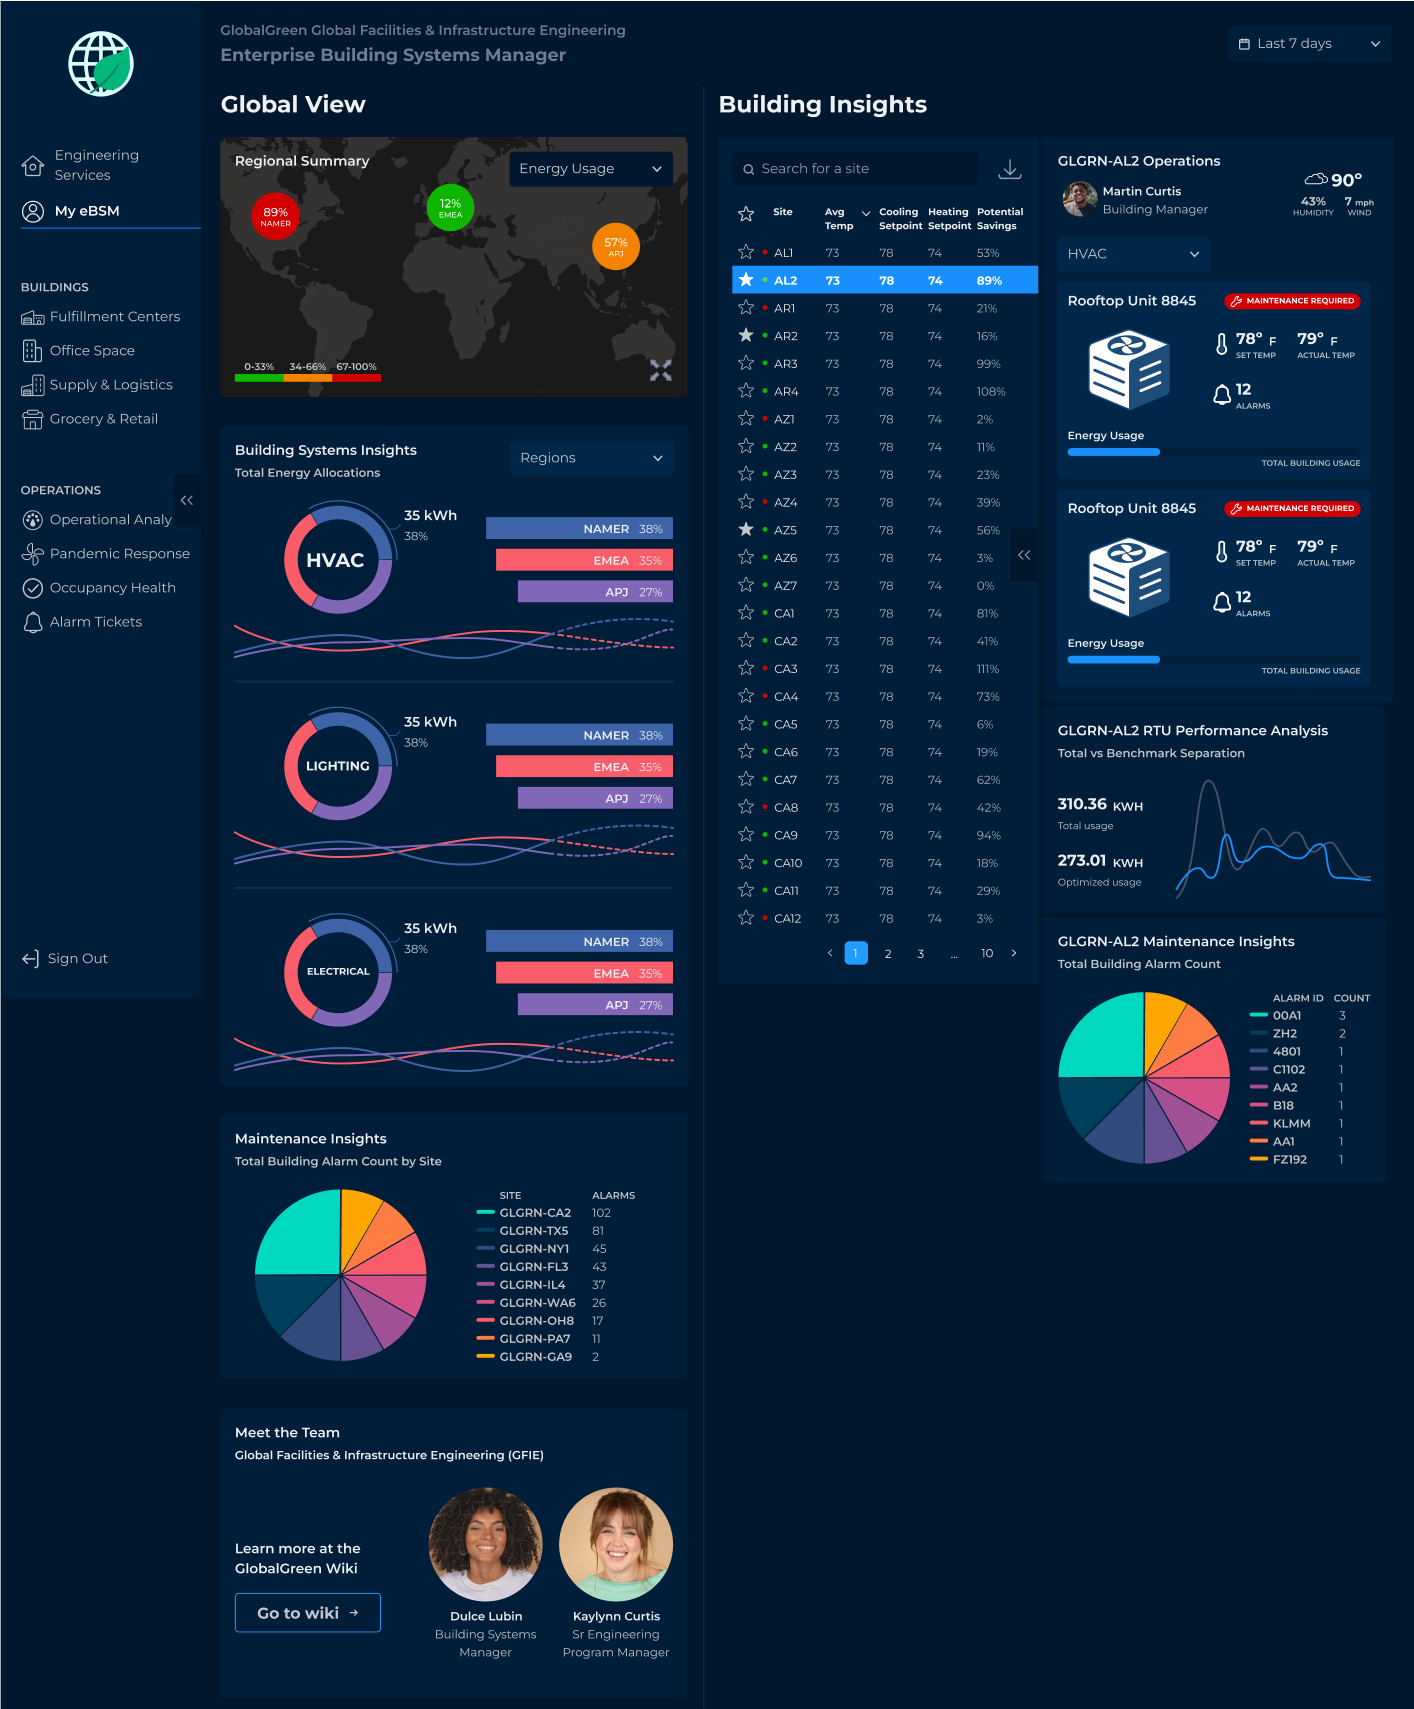 GlobalGreen Global Facilities & Infrastructure Engineering
Enterprise Building Systems Manager
Last 7 days
Engineering
Services
My eBSM
BUILDINGS
Fulfillment Centers
Office Space
Supply & Logistics
Grocery & Retail
OPERATIONS
Operational Analy
Pandemic Response
Occupancy Health
Alarm Tickets
Sign Out
Global View
Regional Summary
Energy Usage
89%
NAMER
12%
EMEA
57%
APJ
0-33% 34-66% 67-100%
Building Systems Insights
Total Energy Allocations
Regions
HVAC
35 kWh
38%
NAMER 38%
EMEA 35%
APJ 27%
LIGHTING
35 kWh
38%
NAMER 38%
EMEA 35%
APJ 27%
ELECTRICAL
35 kWh
38%
NAMER 38%
EMEA 35%
APJ 27%
Maintenance Insights
Total Building Alarm Count by Site
SITE ALARMS
GLGRN-CA2 102
GLGRN-TX5 81
GLGRN-NY1 45
GLGRN-FL3 43
GLGRN-IL4 37
GLGRN-WA6 26
GLGRN-OH8 17
GLGRN-PA7 11
GLGRN-GA9 2
Meet the Team
Global Facilities & Infrastructure Engineering (GFIE)
Learn more at the
GlobalGreen Wiki
Go to wiki →
Dulce Lubin
Building Systems
Manager
Kaylynn Curtis
Sr Engineering
Program Manager
Building Insights
Search for a site
Site Avg Temp Cooling Setpoint Heating Setpoint Potential Savings
AL1 73 78 74 53%
AL2 73 78 74 89%
AR1 73 78 74 21%
AR2 73 78 74 16%
AR3 73 78 74 99%
AR4 73 78 74 108%
AZ1 73 78 74 2%
AZ2 73 78 74 11%
AZ3 73 78 74 23%
AZ4 73 78 74 39%
AZ5 73 78 74 56%
AZ6 73 78 74 3%
AZ7 73 78 74 0%
CA1 73 78 74 81%
CA2 73 78 74 41%
CA3 73 78 74 111%
CA4 73 78 74 73%
CA5 73 78 74 6%
CA6 73 78 74 19%
CA7 73 78 74 62%
CA8 73 78 74 42%
CA9 73 78 74 94%
CA10 73 78 74 18%
CA11 73 78 74 29%
CA12 73 78 74 3%
< 1 2 3 ... 10 >
GLGRN-AL2 Operations
Martin Curtis
Building Manager
90°
43% 7 mph
HUMIDITY WIND
HVAC
Rooftop Unit 8845
MAINTENANCE REQUIRED
78° F 79° F
SET TEMP ACTUAL TEMP
12
ALARMS
Energy Usage
TOTAL BUILDING USAGE
Rooftop Unit 8845
MAINTENANCE REQUIRED
78° F 79° F
SET TEMP ACTUAL TEMP
12
ALARMS
Energy Usage
TOTAL BUILDING USAGE
GLGRN-AL2 RTU Performance Analysis
Total vs Benchmark Separation
310.36 KWH
Total usage
273.01 KWH
Optimized usage
GLGRN-AL2 Maintenance Insights
Total Building Alarm Count
ALARM ID COUNT
00A1 3
ZH2 2
4801 1
C1102 1
AA2 1
B18 1
KLMM 1
AA1 1
FZ192 1